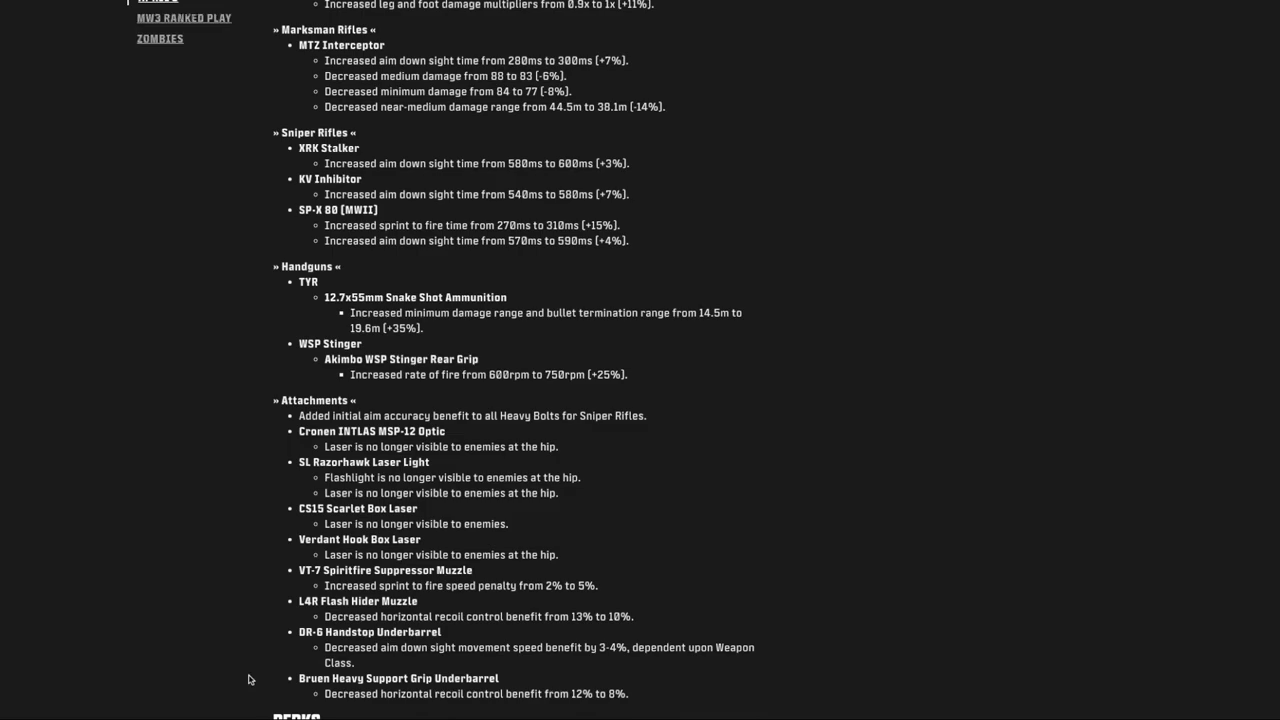 MW3 RANKED PLAY
ZOMBIES
Increased leg and foot damage multipliers from 0.9x to 1x (+11%).
» Marksman Rifles «
• MTZ Interceptor
◦ Increased aim down sight time from 280ms to 300ms (+7%).
◦ Decreased medium damage from 88 to 83 (-6%).
◦ Decreased minimum damage from 84 to 77 (-8%).
◦ Decreased near-medium damage range from 44.5m to 38.1m (-14%).
» Sniper Rifles «
• XRK Stalker
◦ Increased aim down sight time from 580ms to 600ms (+3%).
• KV Inhibitor
◦ Increased aim down sight time from 540ms to 580ms (+7%).
• SP-X 80 (MWII)
◦ Increased sprint to fire time from 270ms to 310ms (+15%).
◦ Increased aim down sight time from 570ms to 590ms (+4%).
» Handguns «
• TYR
◦ 12.7x55mm Snake Shot Ammunition
▪ Increased minimum damage range and bullet termination range from 14.5m to
19.6m (+35%).
• WSP Stinger
◦ Akimbo WSP Stinger Rear Grip
▪ Increased rate of fire from 600rpm to 750rpm (+25%).
» Attachments «
• Added initial aim accuracy benefit to all Heavy Bolts for Sniper Rifles.
• Cronen INTLAS MSP-12 Optic
◦ Laser is no longer visible to enemies at the hip.
• SL Razorhawk Laser Light
◦ Flashlight is no longer visible to enemies at the hip.
◦ Laser is no longer visible to enemies at the hip.
• CS15 Scarlet Box Laser
◦ Laser is no longer visible to enemies.
• Verdant Hook Box Laser
◦ Laser is no longer visible to enemies at the hip.
• VT-7 Spiritfire Suppressor Muzzle
◦ Increased sprint to fire speed penalty from 2% to 5%.
• L4R Flash Hider Muzzle
◦ Decreased horizontal recoil control benefit from 13% to 10%.
• DR-6 Handstop Underbarrel
◦ Decreased aim down sight movement speed benefit by 3-4%, dependent upon Weapon
Class.
• Bruen Heavy Support Grip Underbarrel
◦ Decreased horizontal recoil control benefit from 12% to 8%.
PERKS